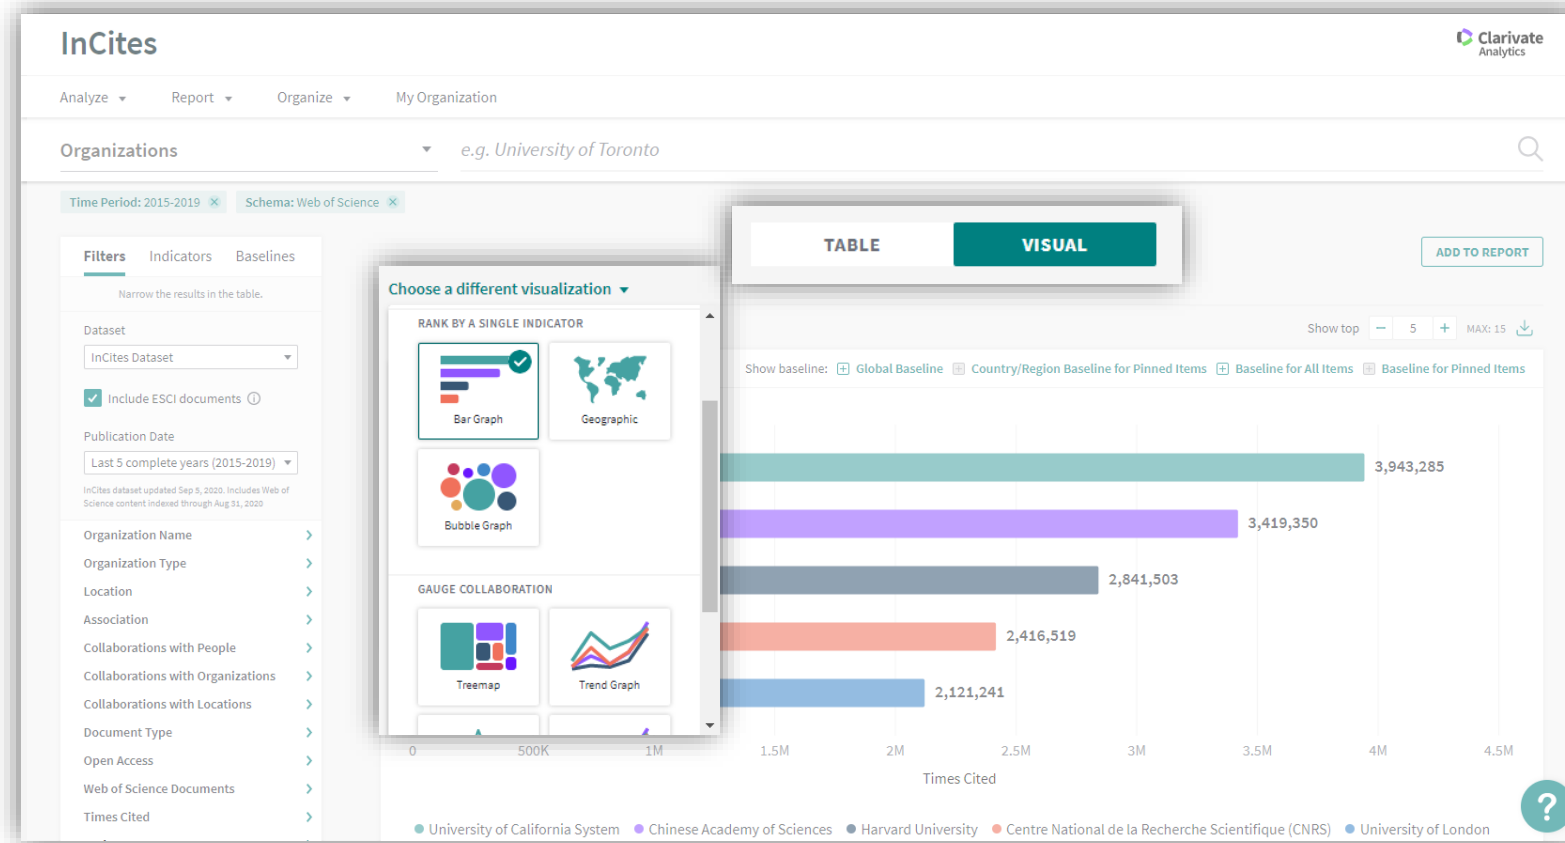 InCites
Clarivate
Analytics
Analyze
Report
Organize
My Organization
Organizations
e.g. University of Toronto
Time Period: 2015-2019
Schema: Web of Science
TABLE
VISUAL
ADD TO REPORT
Filters
Indicators
Baselines
Narrow the results in the table.
Dataset
InCites Dataset
Include ESCI documents
Publication Date
Last 5 complete years (2015-2019)
InCites dataset updated Sep 5, 2020. Includes Web of
Science content indexed through Aug 31, 2020
Organization Name
Organization Type
Location
Association
Collaborations with People
Collaborations with Organizations
Collaborations with Locations
Document Type
Open Access
Web of Science Documents
Times Cited
Choose a different visualization
RANK BY A SINGLE INDICATOR
Bar Graph
Geographic
Bubble Graph
GAUGE COLLABORATION
Treemap
Trend Graph
Show top
5
MAX: 15
Show baseline:
Global Baseline
Country/Region Baseline for Pinned Items
Baseline for All Items
Baseline for Pinned Items
3,943,285
3,419,350
2,841,503
2,416,519
2,121,241
0
500K
1M
1.5M
2M
2.5M
3M
3.5M
4M
4.5M
Times Cited
University of California System
Chinese Academy of Sciences
Harvard University
Centre National de la Recherche Scientifique (CNRS)
University of London
?